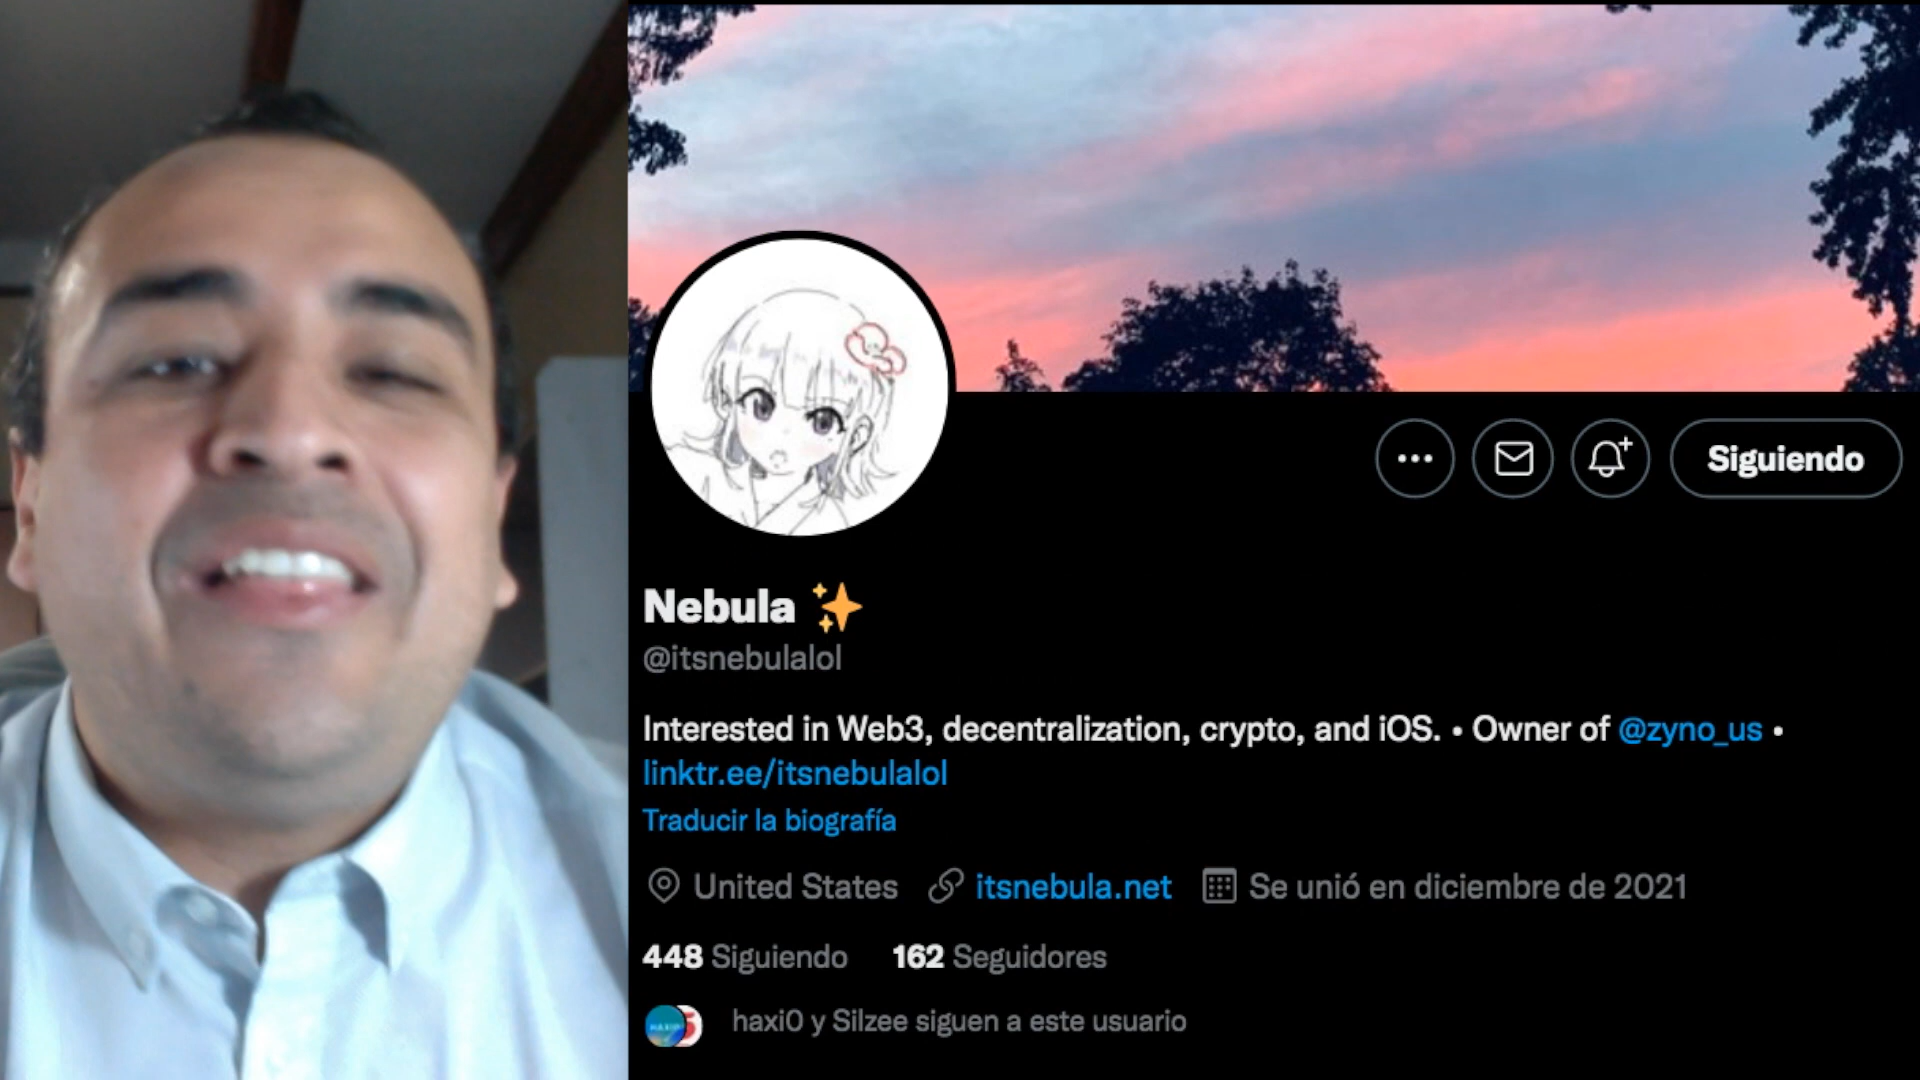 Siguiendo
Nebula ✨
@itsnebulalol
Interested in Web3, decentralization, crypto, and iOS. • Owner of @zyno_us •
linktr.ee/itsnebulalol
Traducir la biografía
United States itsnebula.net Se unió en diciembre de 2021
448 Siguiendo 162 Seguidores
haxi0 y Silzee siguen a este usuario